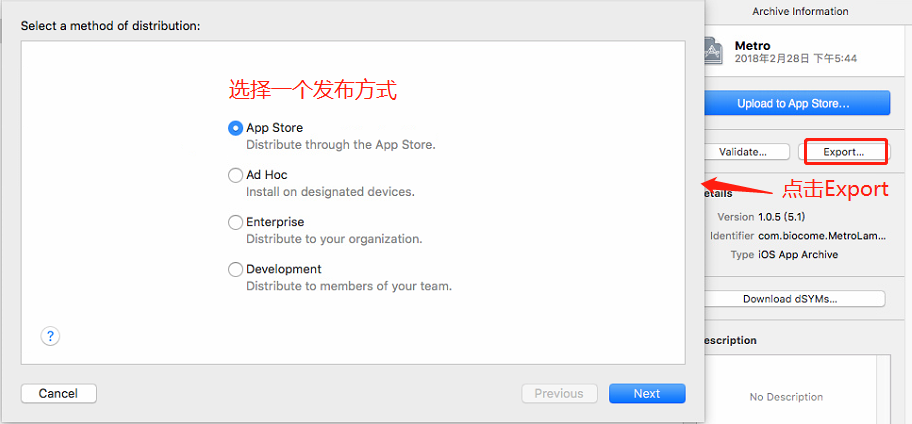 Select a method of distribution:
选择一个发布方式
App Store
Distribute through the App Store.
Ad Hoc
Install on designated devices.
Enterprise
Distribute to your organization.
Development
Distribute to members of your team.
?
Cancel
Previous
Next
Archive Information
Metro
2018年2月28日 下午5:44
Upload to App Store...
Validate...
Export...
点击Export
etails
Version 1.0.5 (5.1)
Identifier com.biocome.MetroLam...
Type iOS App Archive
Download dSYMs...
escription
No Description